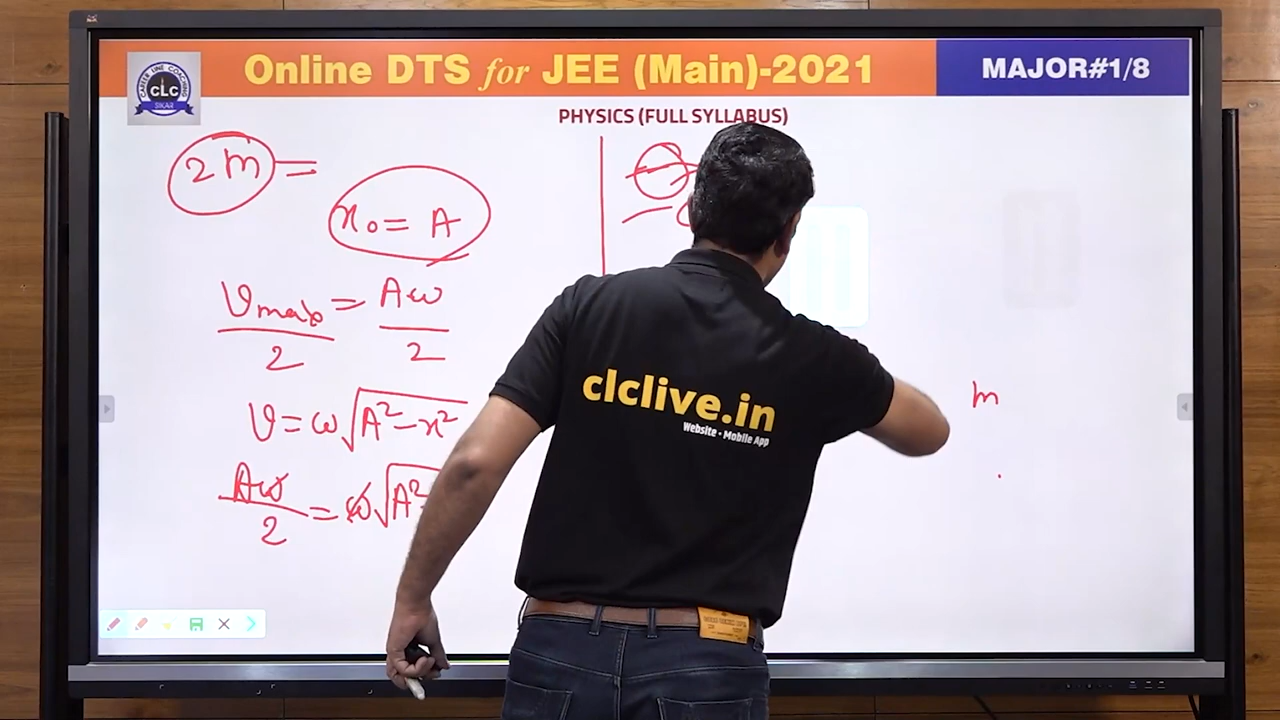 Online DTS for JEE (Main)-2021
MAJOR#1/8
CAREER LINE COACHING
CLC
SIKAR
PHYSICS (FULL SYLLABUS)
2m =
x₀ = A
vmax/2 = Aω/2
v = ω√A² − x²
Aω/2 = ω√A² −
m
clclive.in
Website • Mobile App